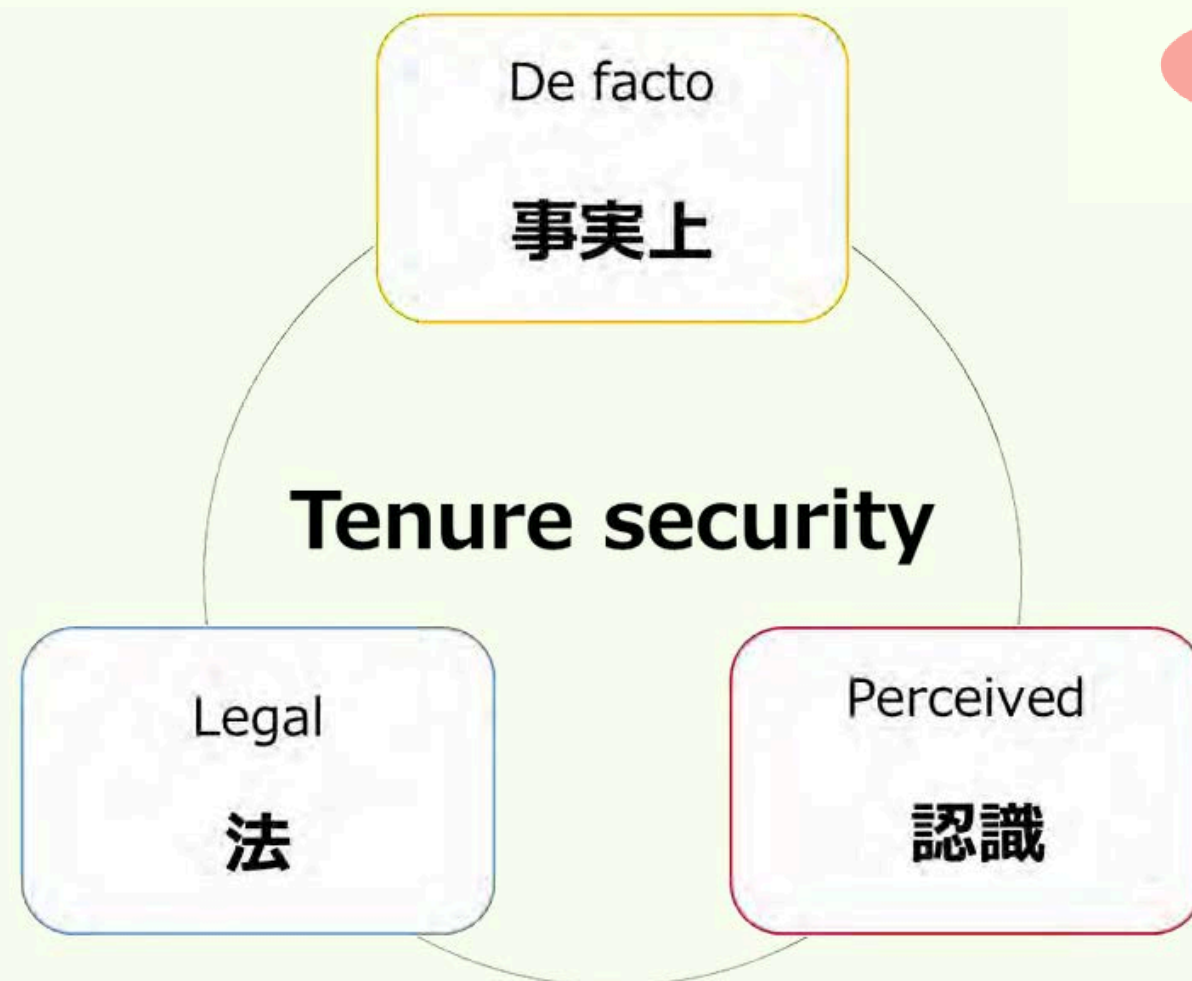 De facto
事実上
Tenure security
Legal
法
Perceived
認識